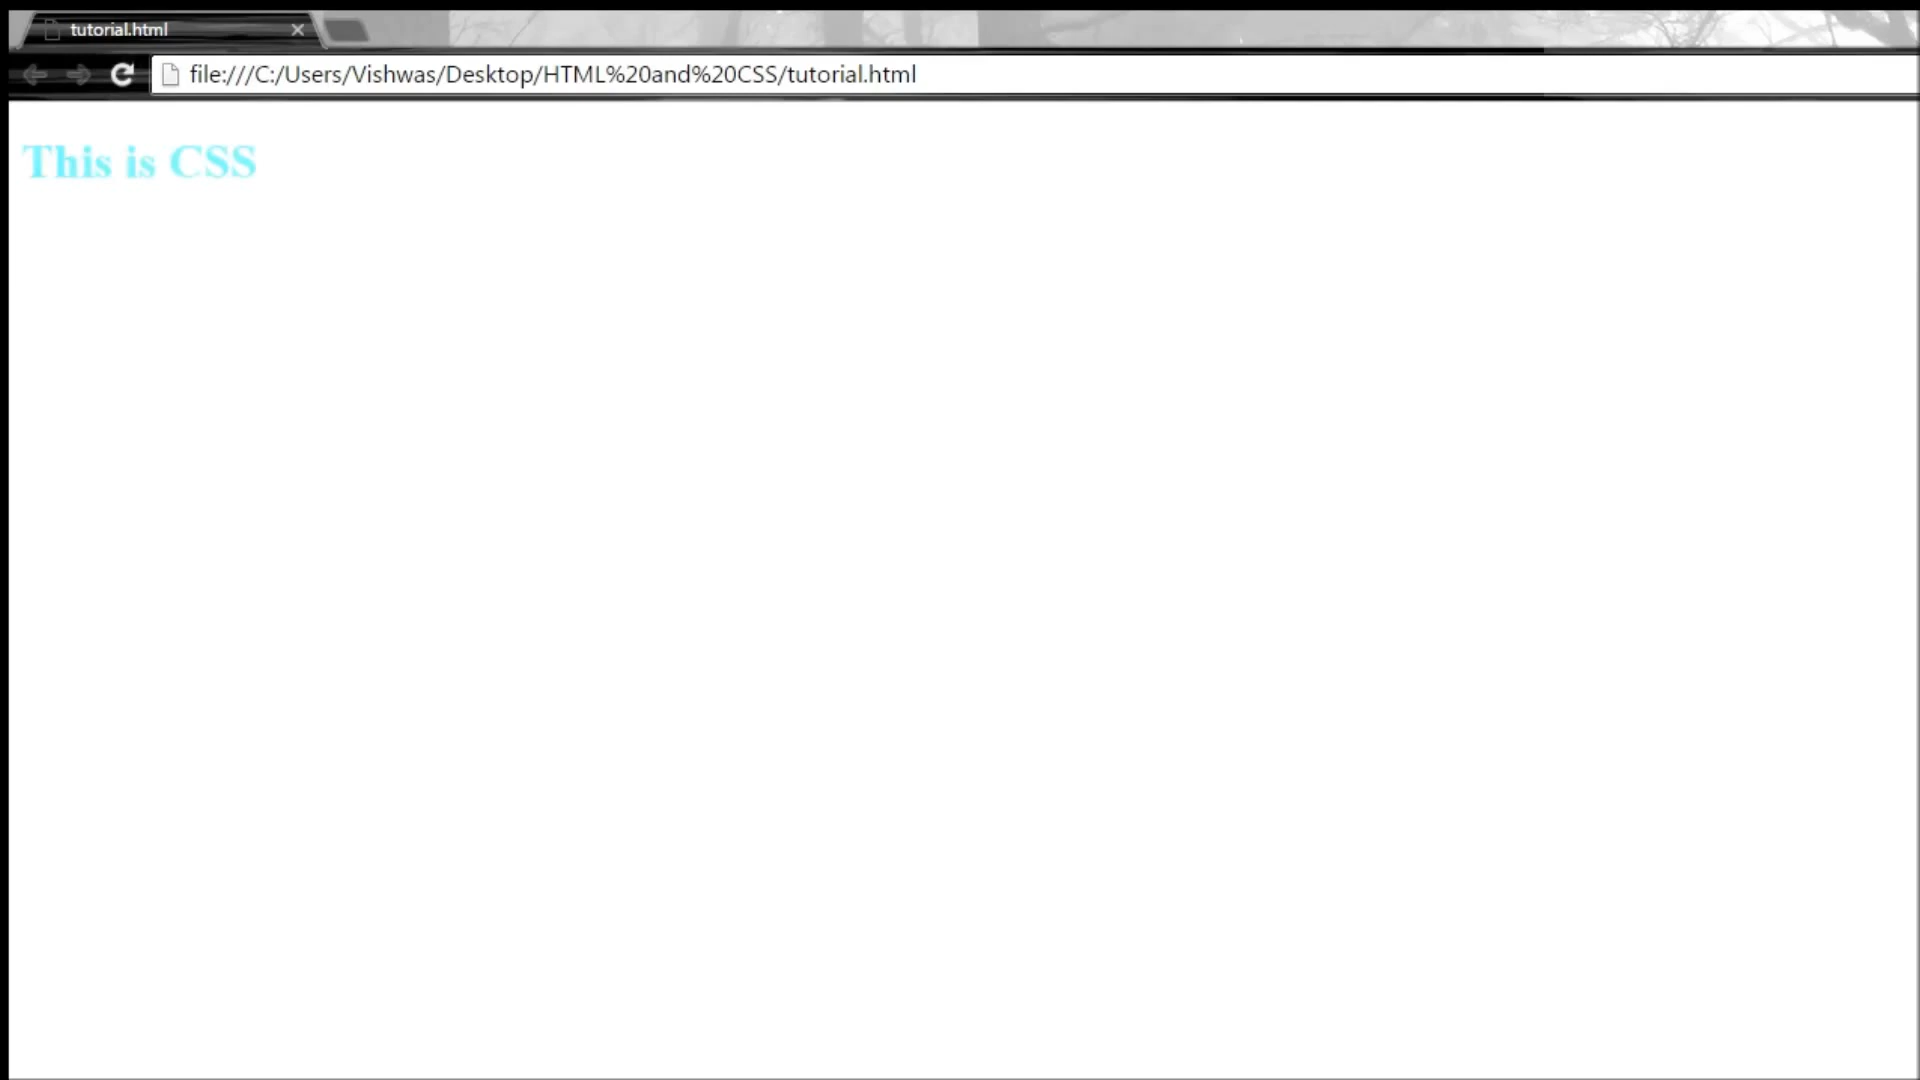 tutorial.html
file:///C:/Users/Vishwas/Desktop/HTML%20and%20CSS/tutorial.html
This is CSS